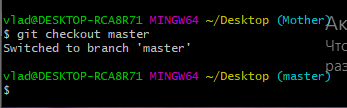 vlad@DESKTOP-RCA8R71 MINGW64 ~/Desktop (Mother)
$ git checkout master
Switched to branch 'master'
vlad@DESKTOP-RCA8R71 MINGW64 ~/Desktop (master)
$